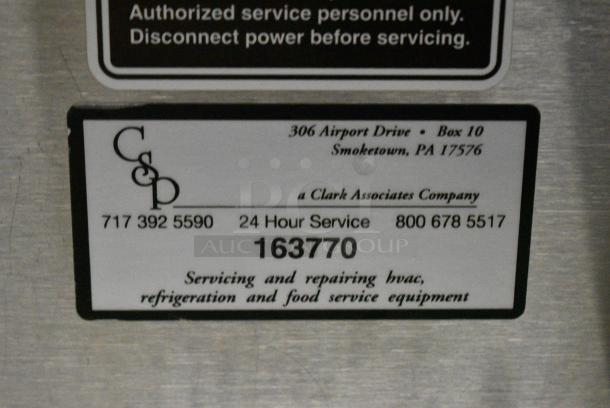 Authorized service personnel only.
Disconnect power before servicing.
CSP
306 Airport Drive • Box 10
Smoketown, PA 17576
a Clark Associates Company
717 392 5590 24 Hour Service 800 678 5517
163770
Servicing and repairing hvac,
refrigeration and food service equipment